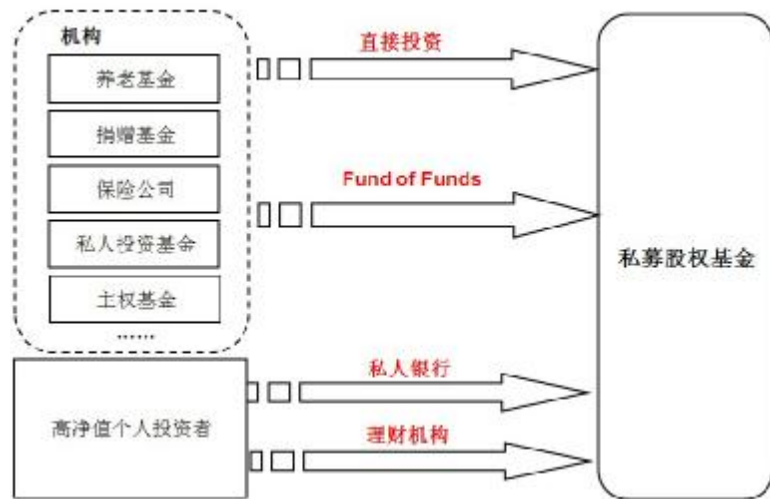 机构
养老基金
捐赠基金
保险公司
私人投资基金
主权基金
……
高净值个人投资者
直接投资
Fund of Funds
私人银行
理财机构
私募股权基金